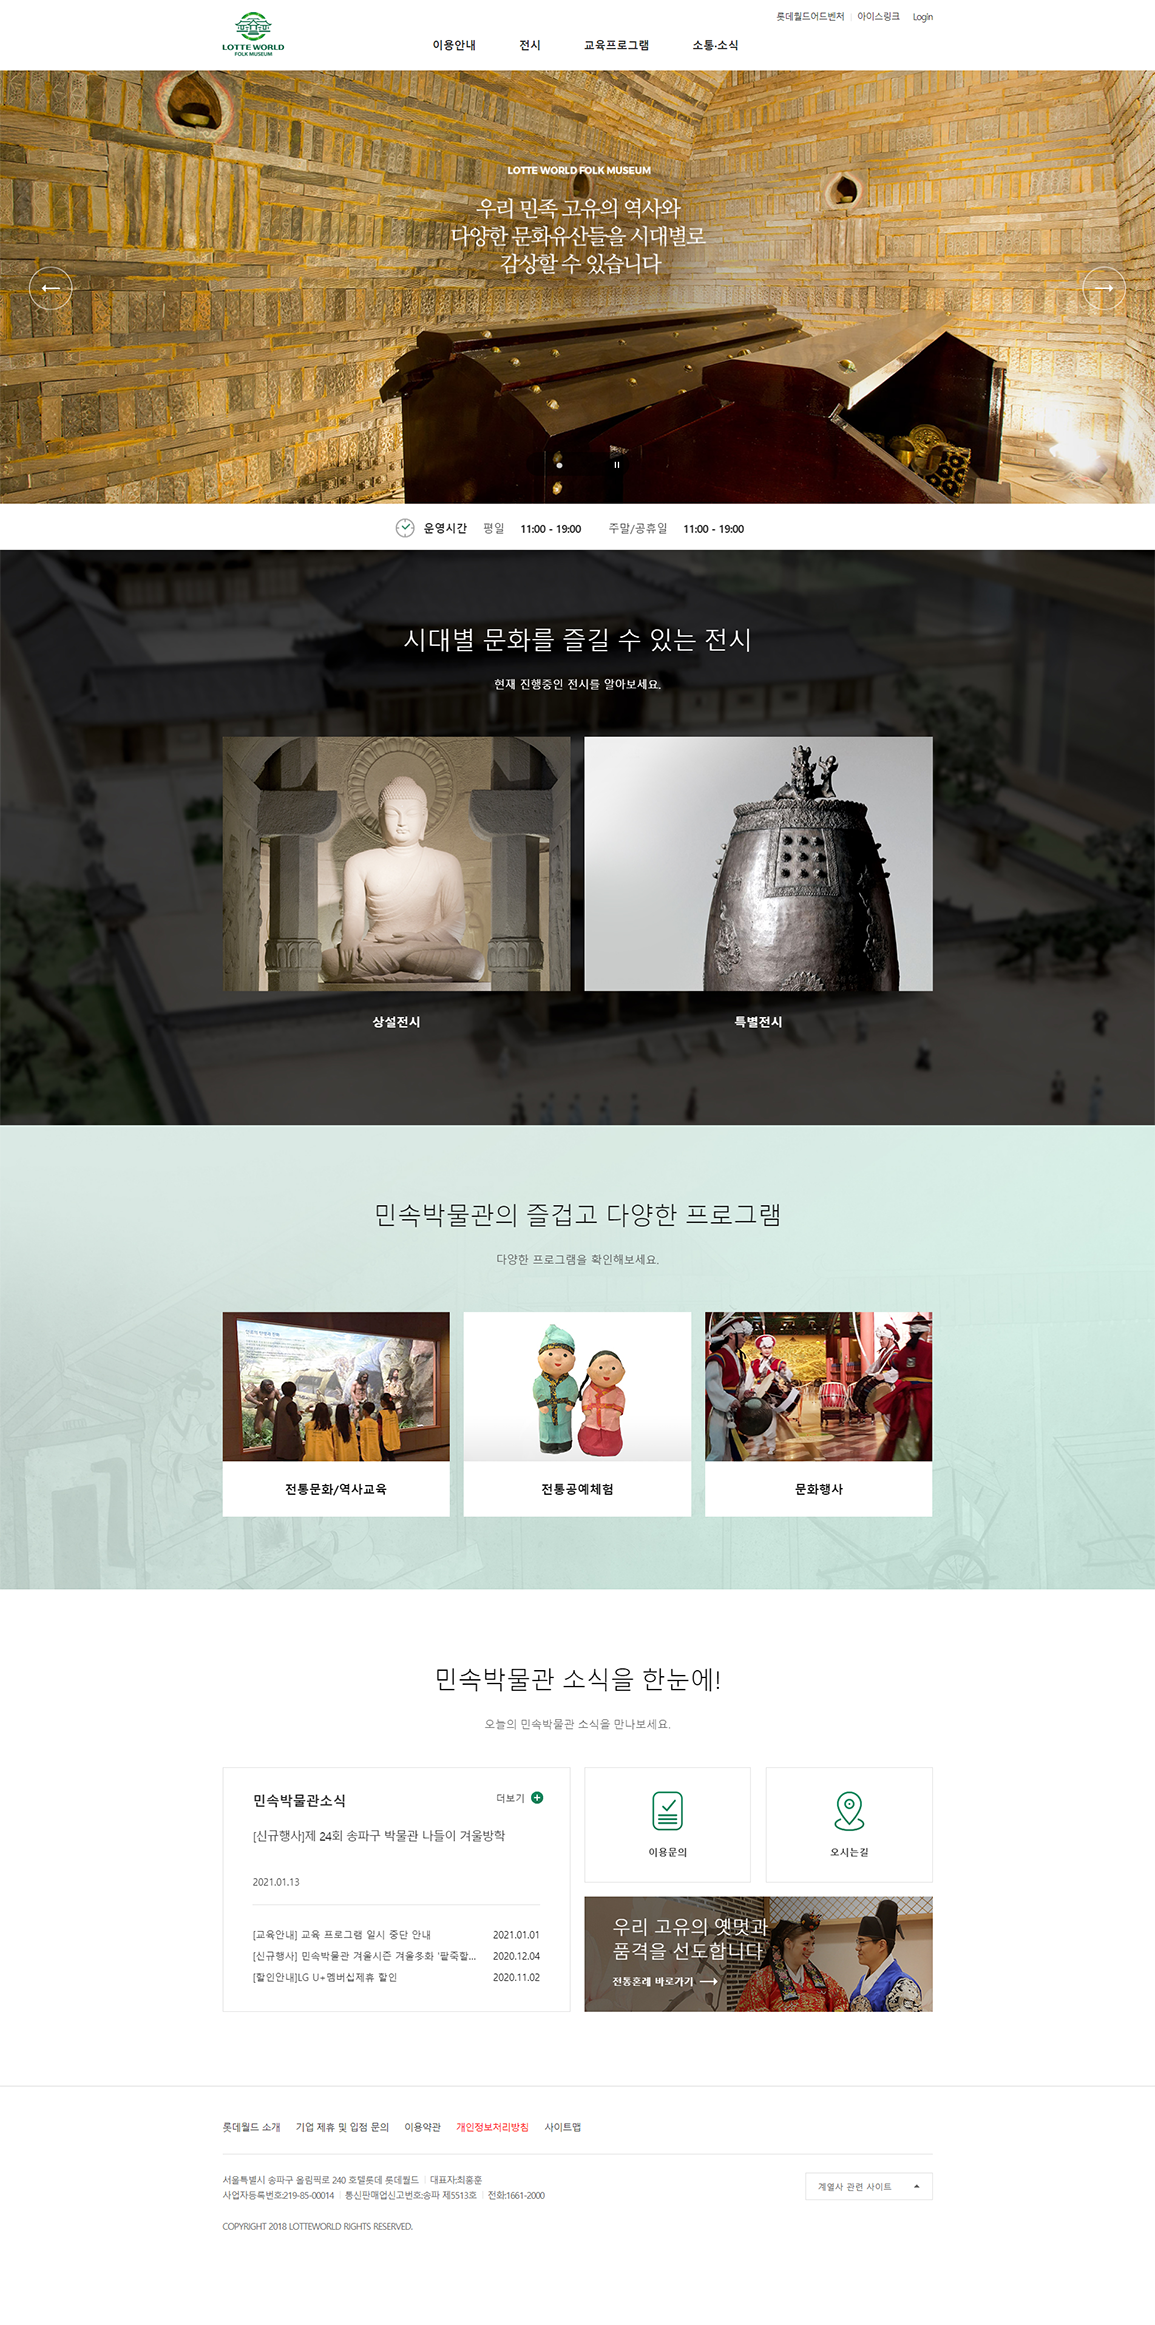 롯데월드어드벤처 아이스링크 Login
LOTTE WORLD
FOLK MUSEUM
이용안내 전시 교육프로그램 소통·소식
LOTTE WORLD FOLK MUSEUM
우리 민족 고유의 역사와
다양한 문화유산들을 시대별로
감상할 수 있습니다
운영시간 평일 11:00 - 19:00 주말/공휴일 11:00 - 19:00
시대별 문화를 즐길 수 있는 전시
현재 진행중인 전시를 알아보세요.
상설전시 특별전시
민속박물관의 즐겁고 다양한 프로그램
다양한 프로그램을 확인해보세요.
전통문화/역사교육 전통공예체험 문화행사
민속박물관 소식을 한눈에!
오늘의 민속박물관 소식을 만나보세요.
민속박물관소식 더보기
[신규행사]제 24회 송파구 박물관 나들이 겨울방학
2021.01.13
[교육안내] 교육 프로그램 일시 중단 안내 2021.01.01
[신규행사] 민속박물관 겨울시즌 겨울冬화 '팥죽할... 2020.12.04
[할인안내]LG U+멤버십제휴 할인 2020.11.02
이용문의 오시는길
우리 고유의 옛멋과
품격을 선도합니다
전통혼례 바로가기
롯데월드 소개 기업 제휴 및 입점 문의 이용약관 개인정보처리방침 사이트맵
서울특별시 송파구 올림픽로 240 호텔롯데 롯데월드 대표자:최홍훈
사업자등록번호:219-85-00014 통신판매업신고번호:송파 제5513호 전화:1661-2000
계열사 관련 사이트
COPYRIGHT 2018 LOTTEWORLD RIGHTS RESERVED.